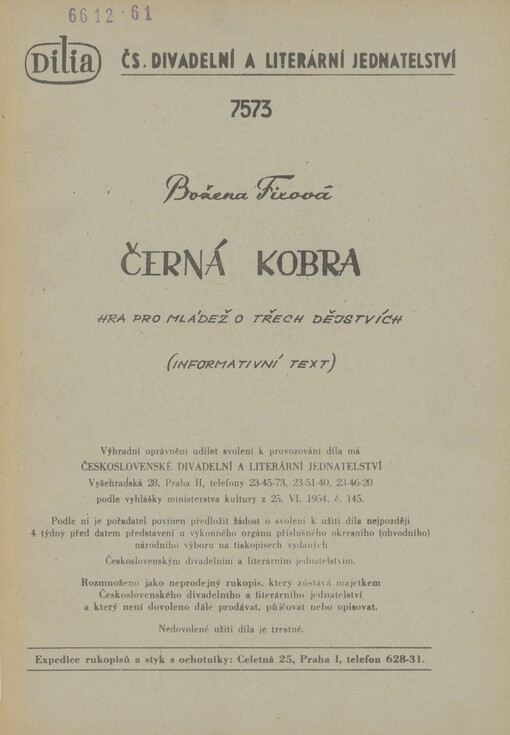 6612·61
Dilia ČS. DIVADELNÍ A LITERÁRNÍ JEDNATELSTVÍ
7573
Božena Fixová
ČERNÁ KOBRA
HRA PRO MLÁDEŽ O TŘECH DĚJSTVÍCH
(INFORMATIVNÍ TEXT)
Výhradní oprávnění udílet svolení k provozování díla má
ČESKOSLOVENSKÉ DIVADELNÍ A LITERÁRNÍ JEDNATELSTVÍ
Vyšehradská 28, Praha II, telefony 23-45-73, 23-51-40, 23-46-20
podle vyhlášky ministerstva kultury z 25. VI. 1954, č. 145.
Podle ní je pořadatel povinen předložit žádost o svolení k užití díla nejpozději
4 týdny před datem představení u výkonného orgánu příslušného okresního (obvodního)
národního výboru na tiskopisech vydaných
Československým divadelním a literárním jednatelstvím.
Rozmnoženo jako neprodejný rukopis, který zůstává majetkem
Československého divadelního a literárního jednatelství
a který není dovoleno dále prodávat, půjčovat nebo opisovat.
Nedovolené užití díla je trestné.
Expedice rukopisů a styk s ochotníky: Celetná 25, Praha I, telefon 628-31.